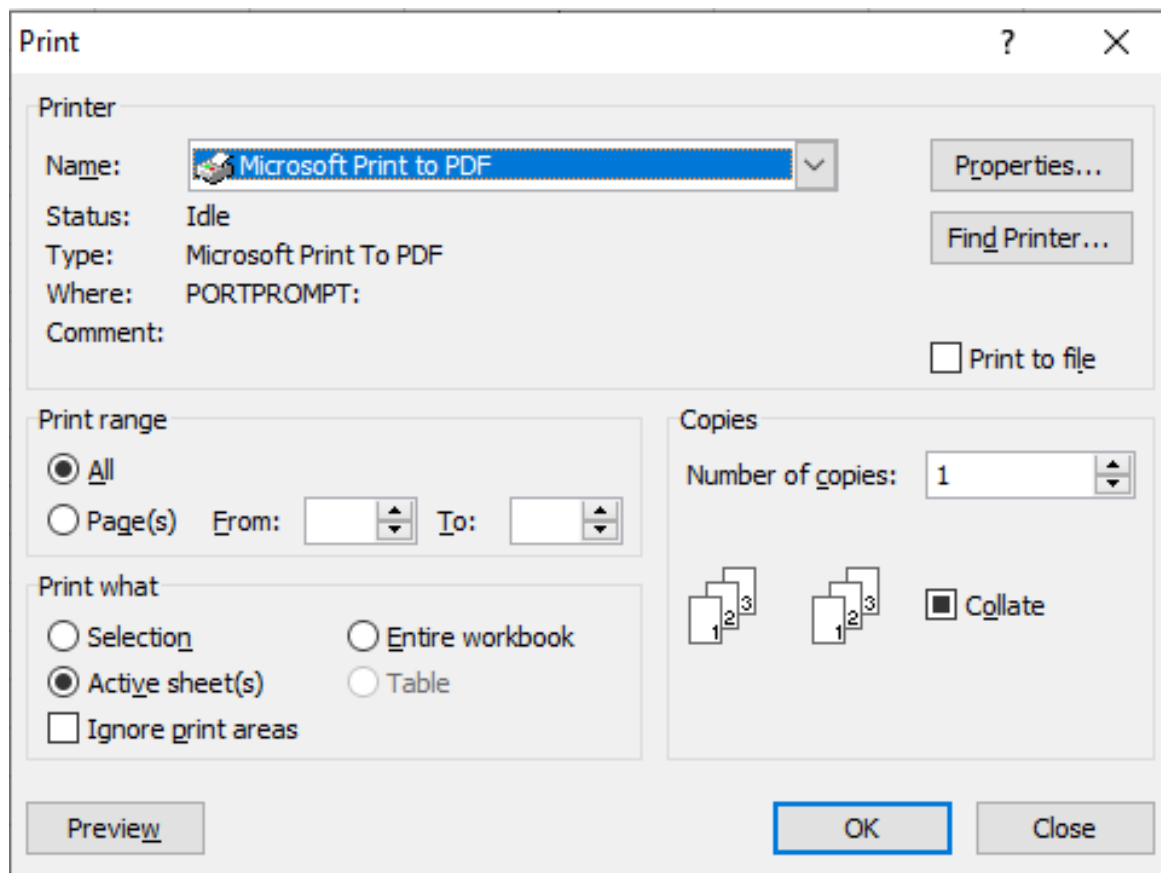 Print ?
Printer
Name: Microsoft Print to PDF Properties...
Status: Idle
Find Printer...
Type: Microsoft Print To PDF
Where: PORTPROMPT:
Comment:
Print to file
Print range
All
Page(s) From: To:
Copies
Number of copies: 1
1 2 3 1 2 3 Collate
Print what
Selection Entire workbook
Active sheet(s) Table
Ignore print areas
Preview OK Close